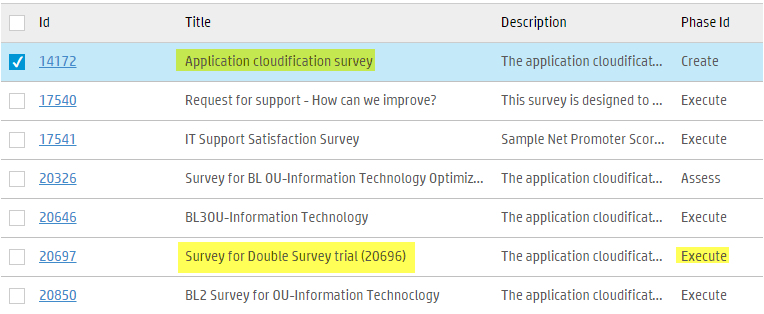 Id Title Description Phase Id
14172 Application cloudification survey The application cloudificat... Create
17540 Request for support - How can we improve? This survey is designed to ... Execute
17541 IT Support Satisfaction Survey Sample Net Promoter Scor... Execute
20326 Survey for BL OU-Information Technology Optimiz... The application cloudificat... Assess
20646 BL3OU-Information Technology The application cloudificat... Execute
20697 Survey for Double Survey trial (20696) The application cloudificat... Execute
20850 BL2 Survey for OU-Information Technoclogy The application cloudificat... Execute